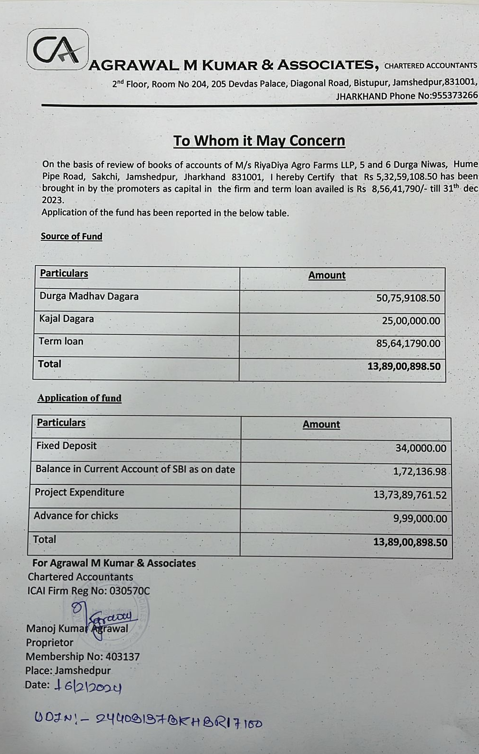 CA
AGRAWAL M KUMAR & ASSOCIATES, CHARTERED ACCOUNTANTS
2nd Floor, Room No 204, 205 Devdas Palace, Diagonal Road, Bistupur, Jamshedpur,831001,
JHARKHAND Phone No:955373266
To Whom it May Concern
On the basis of review of books of accounts of M/s RiyaDiya Agro Farms LLP, 5 and 6 Durga Niwas, Hume
Pipe Road, Sakchi, Jamshedpur, Jharkhand 831001, I hereby Certify that Rs 5,32,59,108.50 has been
brought in by the promoters as capital in the firm and term loan availed is Rs 8,56,41,790/- till 31th dec
2023.
Application of the fund has been reported in the below table.
Source of Fund
Particulars Amount
Durga Madhav Dagara 50,75,9108.50
Kajal Dagara 25,00,000.00
Term loan 85,64,1790.00
Total 13,89,00,898.50
Application of fund
Particulars Amount
Fixed Deposit 34,0000.00
Balance in Current Account of SBI as on date 1,72,136.98
Project Expenditure 13,73,89,761.52
Advance for chicks 9,99,000.00
Total 13,89,00,898.50
For Agrawal M Kumar & Associates
Chartered Accountants
ICAI Firm Reg No: 030570C
Manoj Kumar Agrawal
Proprietor
Membership No: 403137
Place: Jamshedpur
Date: 16/2/2024
UDIN:- 24403137BKHBRI7100